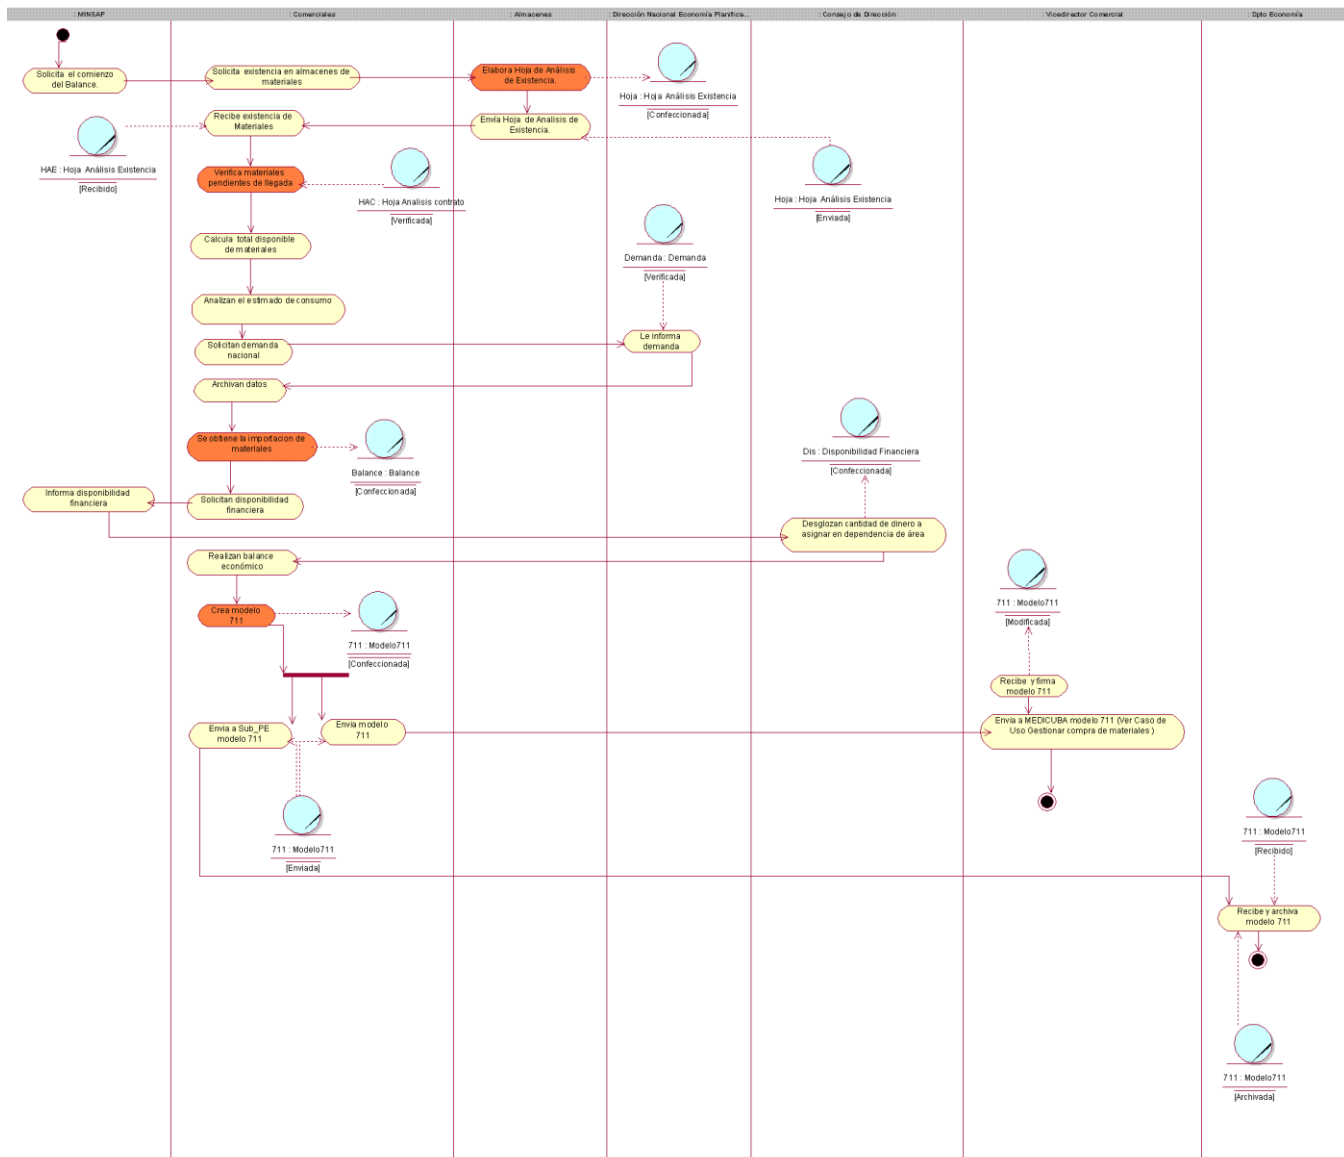 : MINSAP
: Comerciales
: Almacenes
: Dirección Nacional Economía Planifica...
: Consejo de Dirección
: Vicedirector Comercial
: Dpto Economía
Solicita el comienzo
del Balance.
Solicita existencia en almacenes de
materiales
Elabora Hoja de Análisis
de Existencia.
Hoja : Hoja Análisis Existencia
[Confeccionada]
Recibe existencia de
Materiales
Envía Hoja de Analisis de
Existencia.
HAE : Hoja Análisis Existencia
[Recibido]
Verifica materiales
pendientes de llegada
HAC : Hoja Analisis contrato
[Verificada]
Hoja : Hoja Análisis Existencia
[Enviada]
Calcula total disponible
de materiales
Demanda : Demanda
[Verificada]
Analizan el estimado de consumo
Solicitan demanda
nacional
Le informa
demanda
Archivan datos
Se obtiene la importacion de
materiales
Balance : Balance
[Confeccionada]
Dis : Disponibilidad Financiera
[Confeccionada]
Informa disponibilidad
financiera
Solicitan disponibilidad
financiera
Desglozan cantidad de dinero a
asignar en dependencia de área
Realizan balance
económico
Crea modelo
711
711 : Modelo711
[Confeccionada]
711 : Modelo711
[Modificada]
Recibe y firma
modelo 711
Envia a Sub_PE
modelo 711
Envia modelo
711
Envia a MEDICUBA modelo 711 (Ver Caso de
Uso Gestionar compra de materiales )
711 : Modelo711
[Enviada]
711 : Modelo711
[Recibido]
Recibe y archiva
modelo 711
711 : Modelo711
[Archivada]